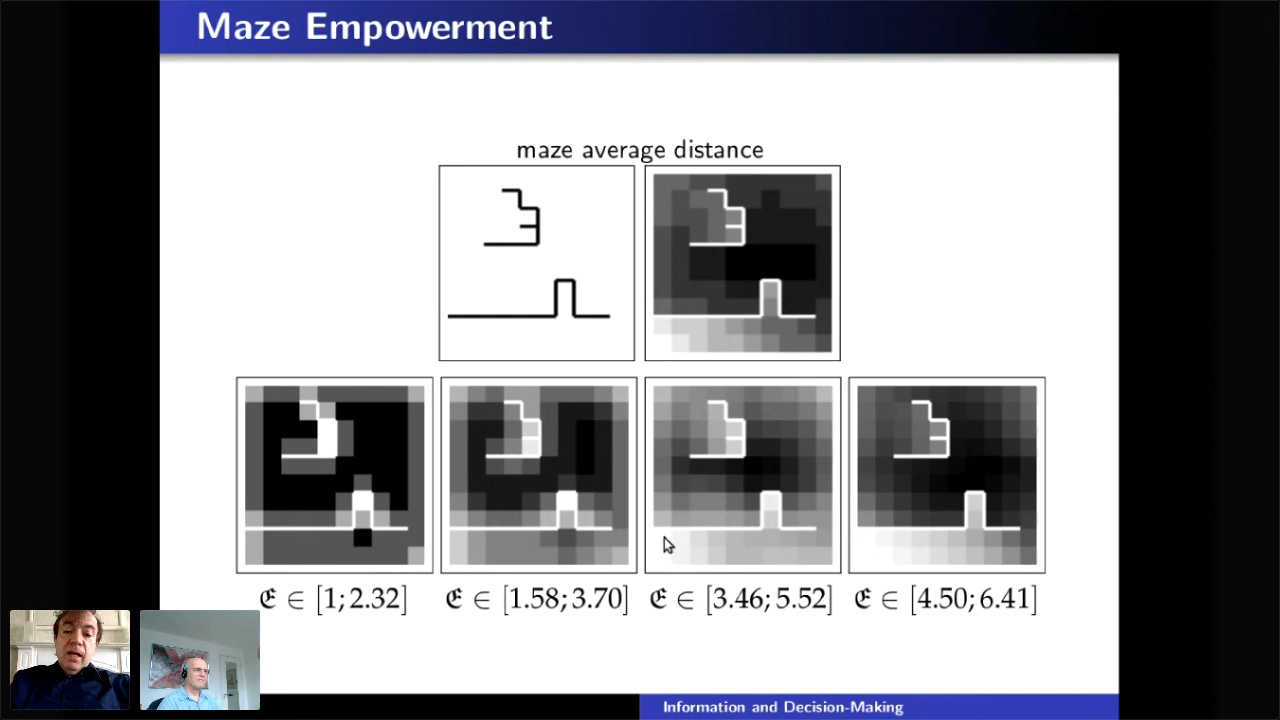 Maze Empowerment
maze average distance
𝕰 ∈ [1; 2.32]
𝕰 ∈ [1.58; 3.70]
𝕰 ∈ [3.46; 5.52]
𝕰 ∈ [4.50; 6.41]
Information and Decision-Making